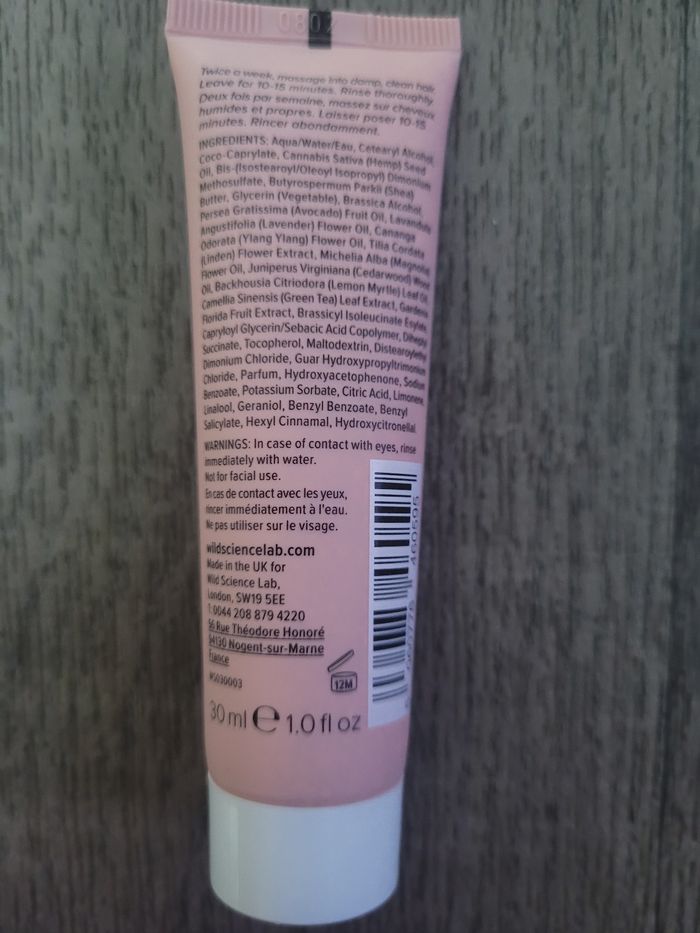 Twice a week, massage into damp, clean hair.
Leave for 10-15 minutes. Rinse thoroughly
Deux fois par semaine, massez sur cheveux
humides et propres. Laisser poser 10-15
minutes. Rincer abondamment.
INGREDIENTS: Aqua/Water/Eau, Cetearyl Alcohol,
Coco-Caprylate, Cannabis Sativa (Hemp) Seed
Oil, Bis-(Isostearoyl/Oleoyl Isopropyl) Dimonium
Methosulfate, Butyrospermum Parkii (Shea)
Butter, Glycerin (Vegetable), Brassica Alcohol,
Persea Gratissima (Avocado) Fruit Oil, Lavandula
Angustifolia (Lavender) Flower Oil, Cananga
Odorata (Ylang Ylang) Flower Oil, Tilia Cordata
(Linden) Flower Extract, Michelia Alba (Magnolia)
Flower Oil, Juniperus Virginiana (Cedarwood) Wood
Oil, Backhousia Citriodora (Lemon Myrtle) Leaf Oil,
Camellia Sinensis (Green Tea) Leaf Extract, Gardenia
Florida Fruit Extract, Brassicyl Isoleucinate Esylate,
Capryloyl Glycerin/Sebacic Acid Copolymer, Diheptyl
Succinate, Tocopherol, Maltodextrin, Distearoylethyl
Dimonium Chloride, Guar Hydroxypropyltrimonium
Chloride, Parfum, Hydroxyacetophenone, Sodium
Benzoate, Potassium Sorbate, Citric Acid, Limonene,
Linalool, Geraniol, Benzyl Benzoate, Benzyl
Salicylate, Hexyl Cinnamal, Hydroxycitronellal
WARNINGS: In case of contact with eyes, rinse
immediately with water.
Not for facial use.
En cas de contact avec les yeux,
rincer immédiatement à l'eau.
Ne pas utiliser sur le visage.
wildsciencelab.com
Made in the UK for
Wild Science Lab,
London, SW19 5EE
T: 0044 208 879 4220
56 Rue Théodore Honoré
94130 Nogent-sur-Marne
France
WS030003
12M
30 ml e 1.0 fl oz